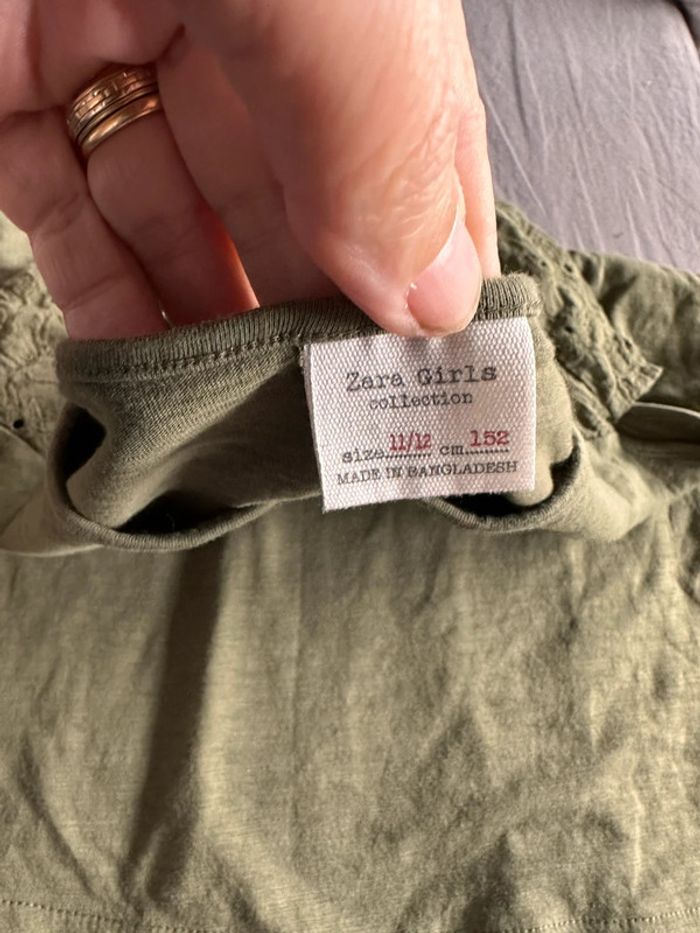 Zara Girls
collection
size 11/12 cm 152
MADE IN BANGLADESH